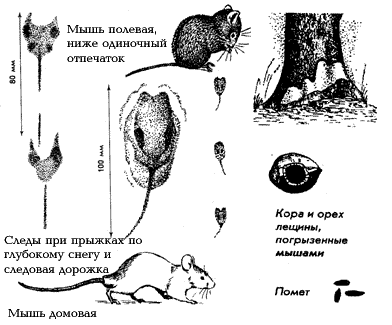 Мышь полевая,
ниже одиночный
отпечаток
80 мм
100 мм
Следы при прыжках по
глубокому снегу и
следовая дорожка
Мышь домовая
Кора и орех
лещины,
погрызенные
мышами
Помет